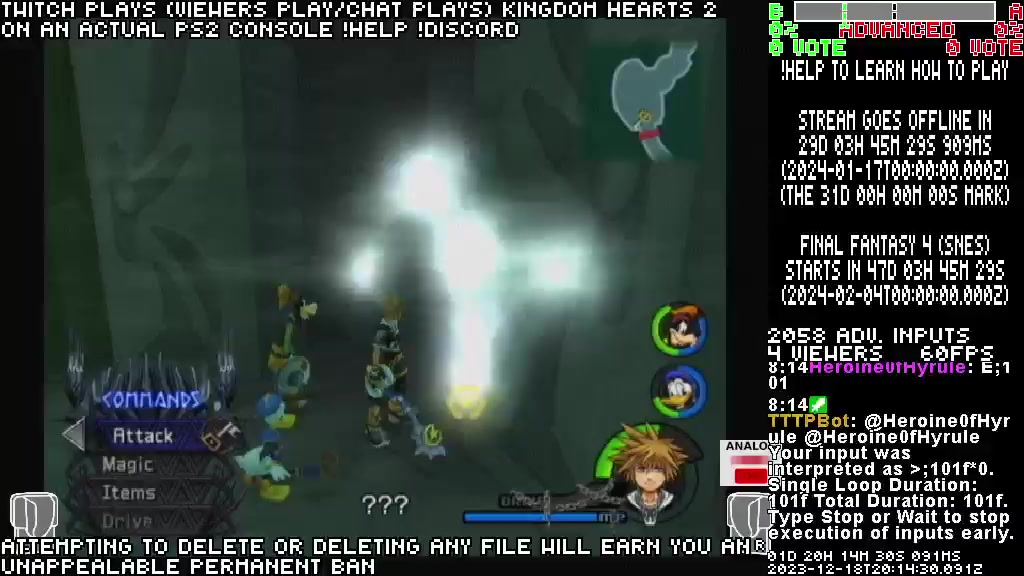 TWITCH PLAYS (VIEWERS PLAY/CHAT PLAYS) KINGDOM HEARTS 2
ON AN ACTUAL PS2 CONSOLE !HELP !DISCORD
B
A
0%
ADVANCED
0%
0 VOTE
0 VOTE
!HELP TO LEARN HOW TO PLAY
STREAM GOES OFFLINE IN
29D 03H 45M 29S 909MS
(2024-01-17T00:00:00.000Z)
(THE 31D 00H 00M 00S MARK)
FINAL FANTASY 4 (SNES)
STARTS IN 47D 03H 45M 29S
(2024-02-04T00:00:00.000Z)
2058 ADV. INPUTS
4 VIEWERS 60FPS
8:14 Heroine0fHyrule: E;1
01
8:14
TTTPBot: @Heroine0fHyr
ule @Heroine0fHyrule
Your input was
interpreted as >;101f*0.
Single Loop Duration:
101f Total Duration: 101f.
Type Stop or Wait to stop
execution of inputs early.
01D 20H 14M 30S 091MS
2023-12-18T20:14:30.091Z
COMMANDS
Attack
Magic
Items
Drive
???
MP
ANALO
R
ATTEMPTING TO DELETE OR DELETING ANY FILE WILL EARN YOU AN
UNAPPEALABLE PERMANENT BAN